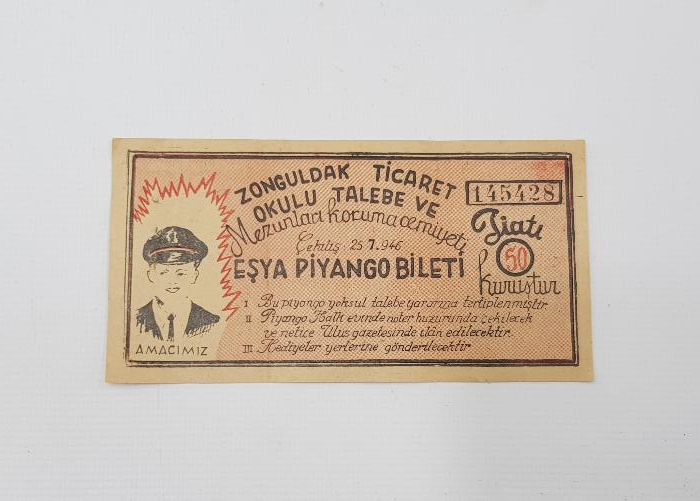 ZONGULDAK TİCARET
OKULU TALEBE VE
Mezunları koruma cemiyeti
Çekiliş : 25 7.946
EŞYA PİYANGO BİLETİ
145428
Fiatı
50
kuruştur
I Bu piyango yoksul talebe yararına tertiplenmiştir
II Piyango Halk evinde noter huzurunda çekilecek
ve netice Ulus gazetesinde ilân edilecektir
III Hediyeler yerlerine gönderilecektir
AMACIMIZ